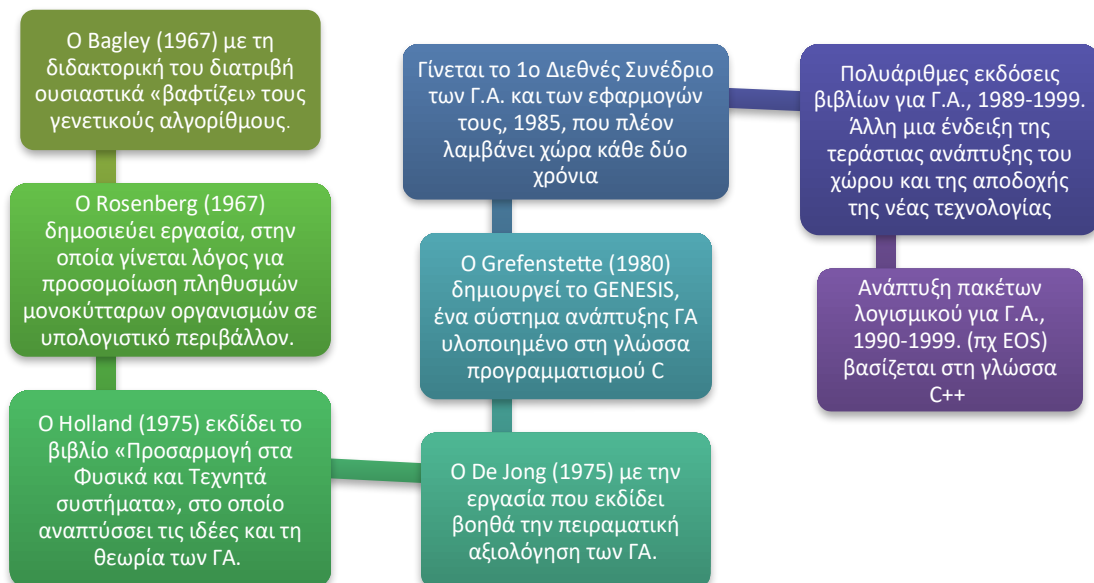 Ο Bagley (1967) με τη
διδακτορική του διατριβή
ουσιαστικά «βαφτίζει» τους
γενετικούς αλγορίθμους.
Ο Rosenberg (1967)
δημοσιεύει εργασία, στην
οποία γίνεται λόγος για
προσομοίωση πληθυσμών
μονοκύτταρων οργανισμών σε
υπολογιστικό περιβάλλον.
Ο Holland (1975) εκδίδει το
βιβλίο «Προσαρμογή στα
Φυσικά και Τεχνητά
συστήματα», στο οποίο
αναπτύσσει τις ιδέες και τη
θεωρία των ΓΑ.
Ο De Jong (1975) με την
εργασία που εκδίδει
βοηθά την πειραματική
αξιολόγηση των ΓΑ.
Ο Grefenstette (1980)
δημιουργεί το GENESIS,
ένα σύστημα ανάπτυξης ΓΑ
υλοποιημένο στη γλώσσα
προγραμματισμού C
Γίνεται το 1ο Διεθνές Συνέδριο
των Γ.Α. και των εφαρμογών
τους, 1985, που πλέον
λαμβάνει χώρα κάθε δύο
χρόνια
Πολυάριθμες εκδόσεις
βιβλίων για Γ.Α., 1989-1999.
Άλλη μια ένδειξη της
τεράστιας ανάπτυξης του
χώρου και της αποδοχής
της νέας τεχνολογίας
Ανάπτυξη πακέτων
λογισμικού για Γ.Α.,
1990-1999. (πχ EOS)
βασίζεται στη γλώσσα
C++